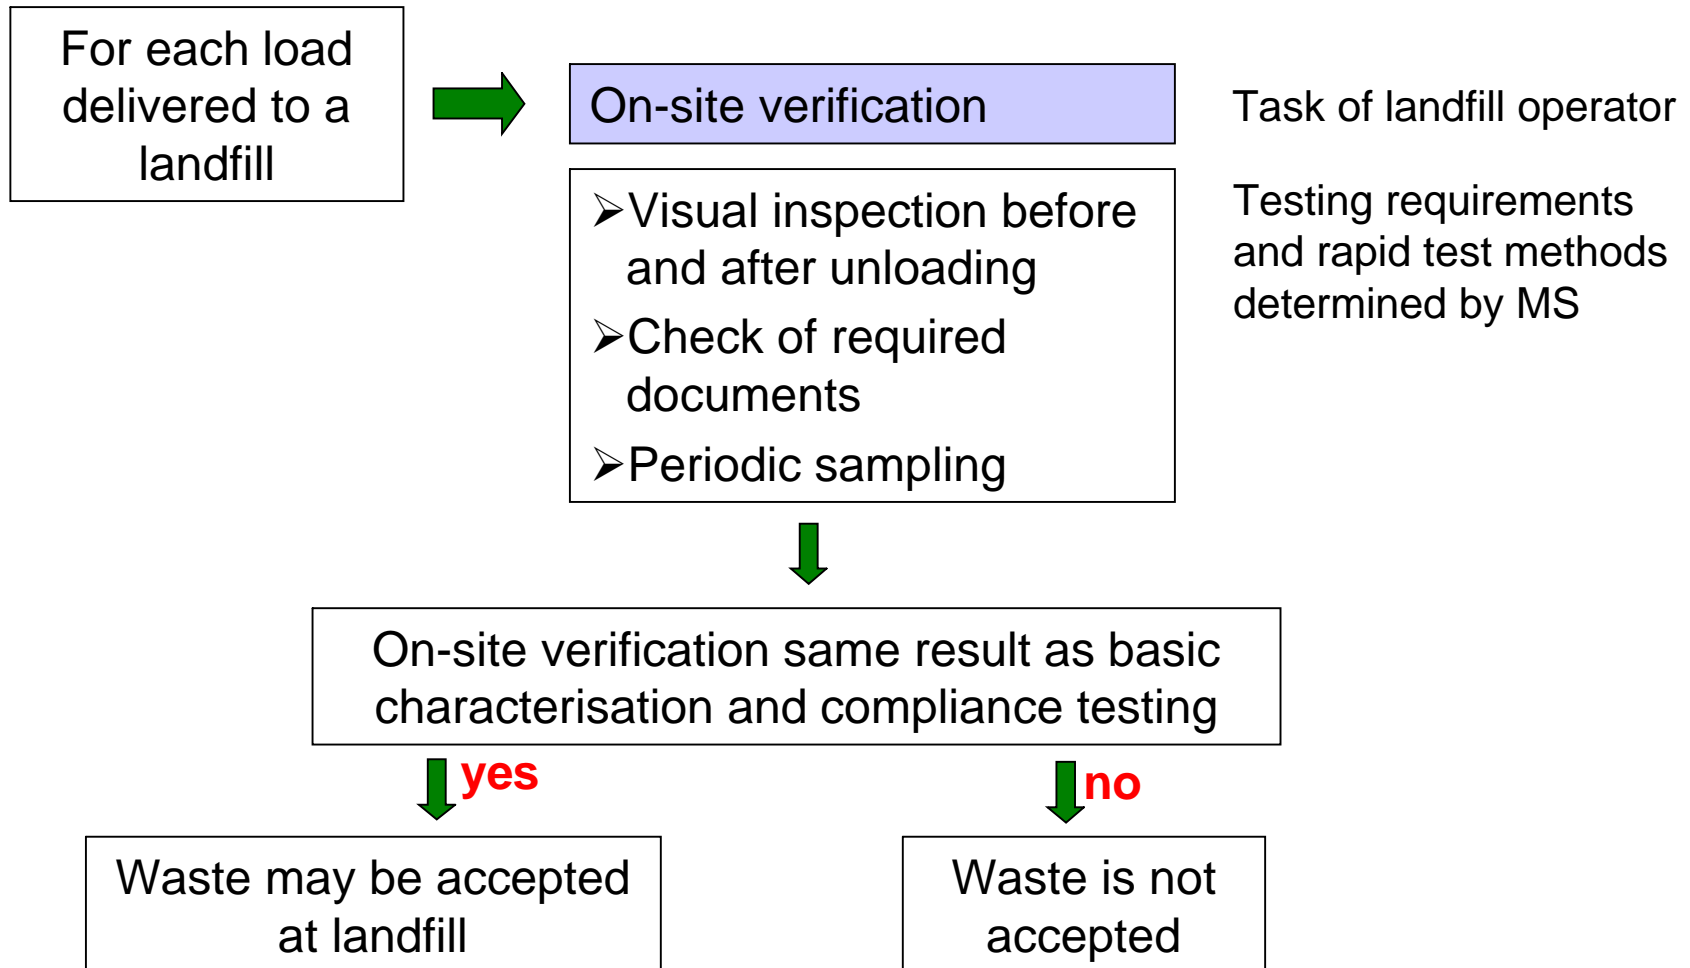 For each load
delivered to a
landfill
On-site verification
Task of landfill operator
➢Visual inspection before
and after unloading
➢Check of required
documents
➢Periodic sampling
Testing requirements
and rapid test methods
determined by MS
On-site verification same result as basic
characterisation and compliance testing
yes
no
Waste may be accepted
at landfill
Waste is not
accepted